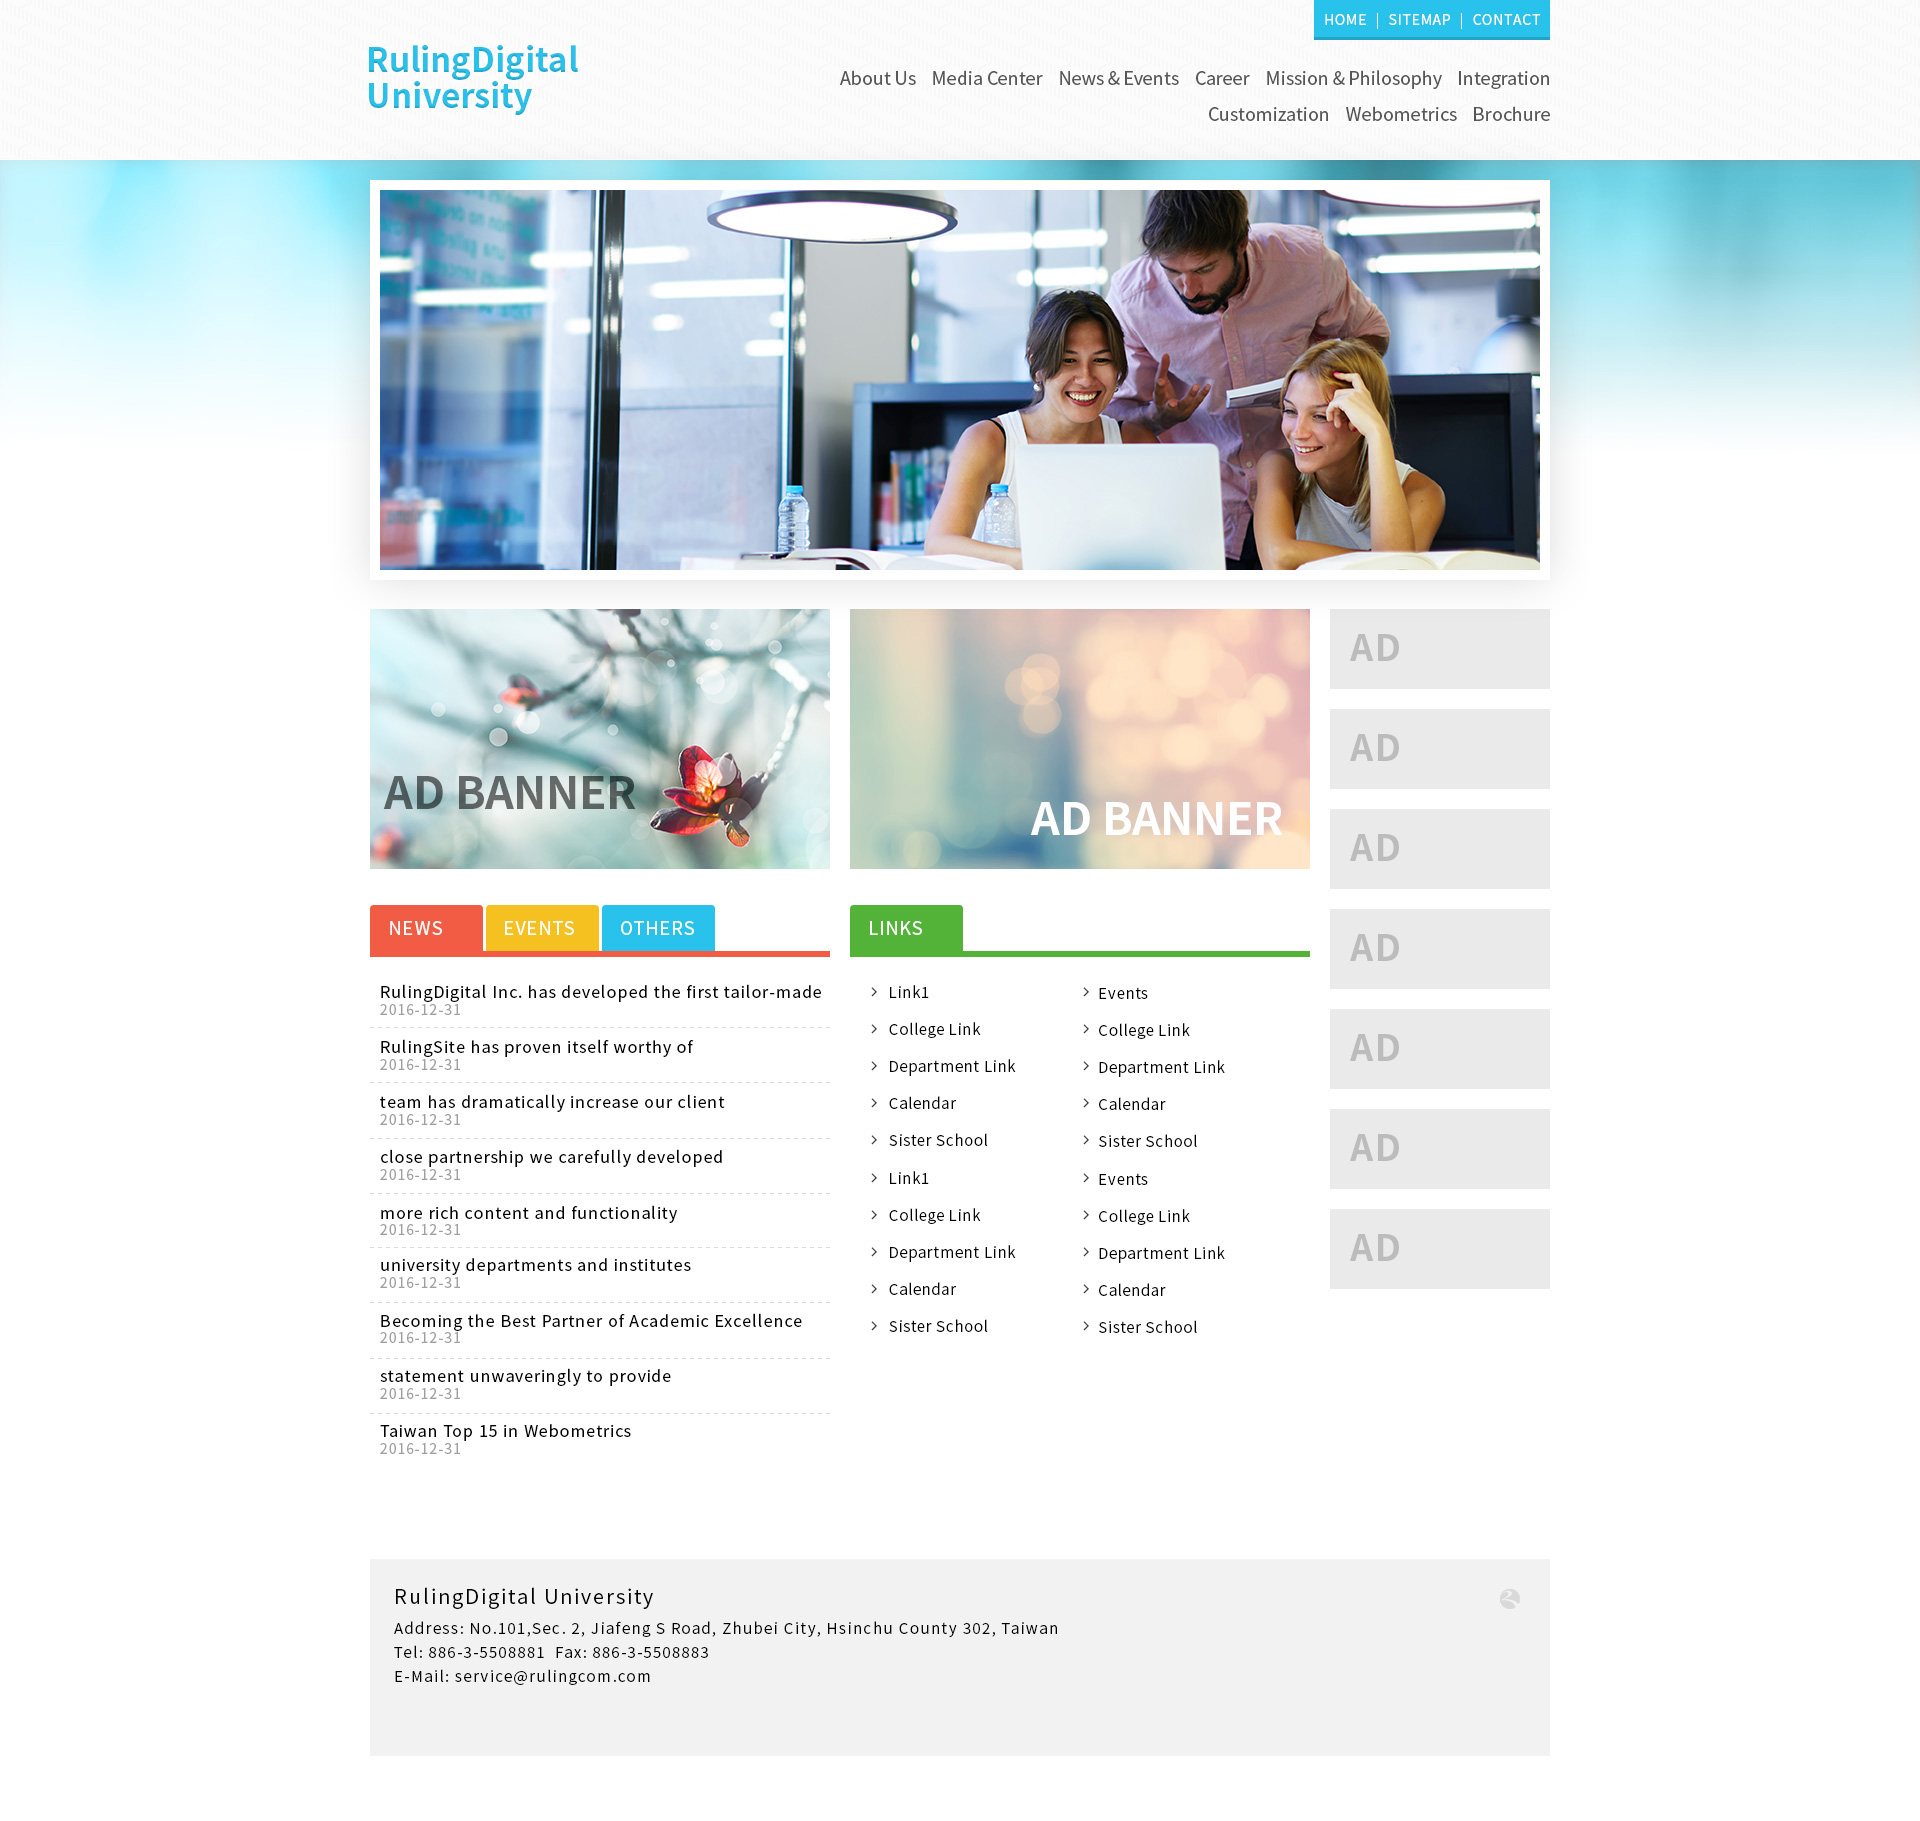 HOME | SITEMAP | CONTACT
RulingDigital
University
About Us Media Center News & Events Career Mission & Philosophy Integration
Customization Webometrics Brochure
AD BANNER
AD BANNER
AD
AD
AD
AD
AD
AD
AD
NEWS
EVENTS
OTHERS
RulingDigital Inc. has developed the first tailor-made
2016-12-31
RulingSite has proven itself worthy of
2016-12-31
team has dramatically increase our client
2016-12-31
close partnership we carefully developed
2016-12-31
more rich content and functionality
2016-12-31
university departments and institutes
2016-12-31
Becoming the Best Partner of Academic Excellence
2016-12-31
statement unwaveringly to provide
2016-12-31
Taiwan Top 15 in Webometrics
2016-12-31
LINKS
Link1
College Link
Department Link
Calendar
Sister School
Link1
College Link
Department Link
Calendar
Sister School
Events
College Link
Department Link
Calendar
Sister School
Events
College Link
Department Link
Calendar
Sister School
RulingDigital University
Address: No.101,Sec. 2, Jiafeng S Road, Zhubei City, Hsinchu County 302, Taiwan
Tel: 886-3-5508881 Fax: 886-3-5508883
E-Mail: service@rulingcom.com